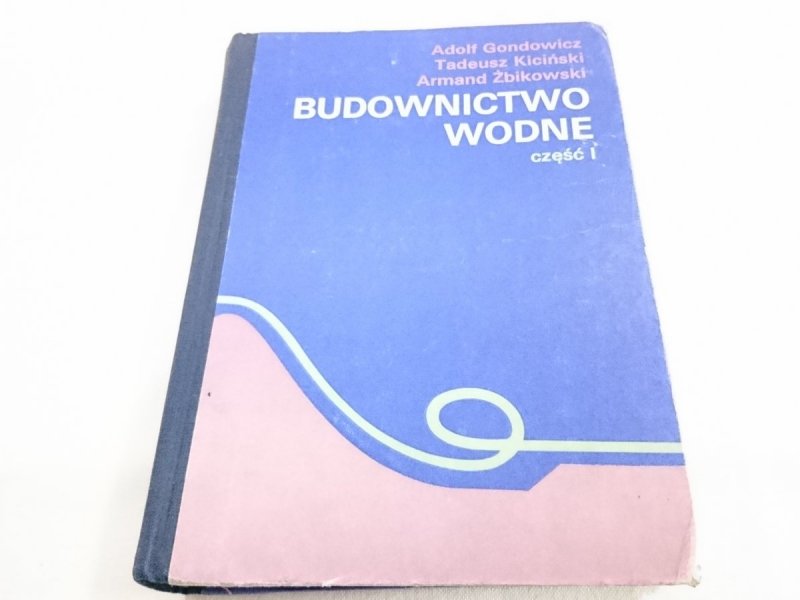 Adolf Gondowicz
Tadeusz Kiciński
Armand Żbikowski
BUDOWNICTWO
WODNE
część I